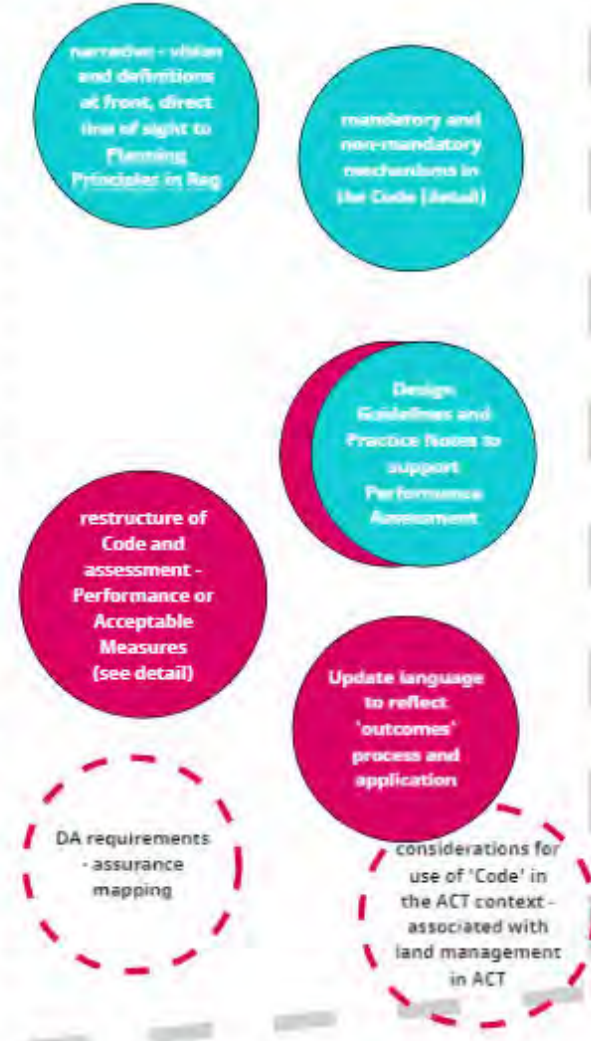 narrative - vision
and definitions
at front, direct
line of sight to
Planning
Principles in Reg
mandatory and
non-mandatory
mechanisms in
the Code (detail)
Design
Guidelines and
Practice Notes to
support
Performance
Assessment
restructure of
Code and
assessment -
Performance or
Acceptable
Measures
(see detail)
Update language
to reflect
'outcomes'
process and
application
DA requirements
- assurance
mapping
considerations for
use of 'Code' in
the ACT context -
associated with
land management
in ACT